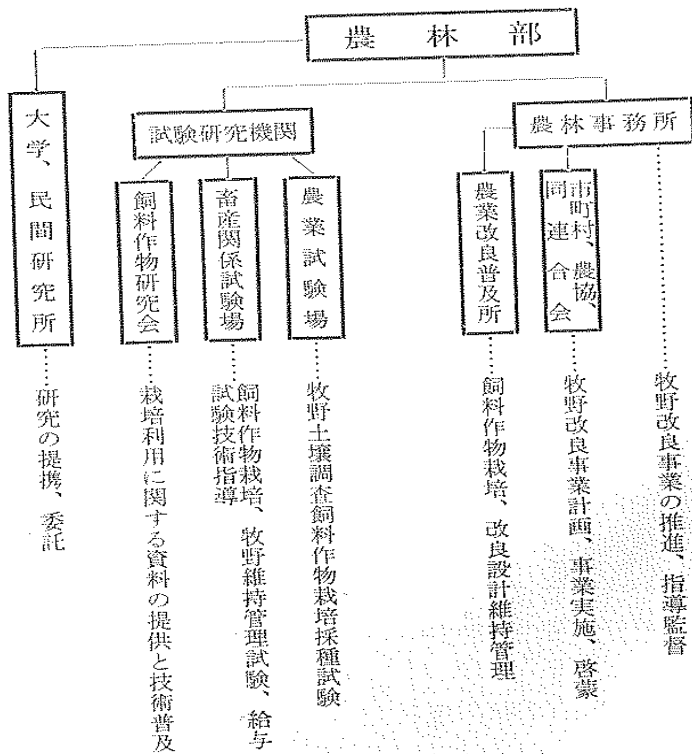 農林部
農林事務所
牧野改良事業の推進、指導監督
市町村、農協、
同連合会
牧野改良事業計画、事業実施、啓蒙
農業改良普及所
飼料作物栽培、改良設計維持管理
試験研究機関
農業試験場
牧野土壌調査飼料作物栽培採種試験
畜産関係試験場
飼料作物栽培、牧野維持管理試験、給与
試験技術指導
飼料作物研究会
栽培利用に関する資料の提供と技術普及
大学、民間研究所
研究の提携、委託